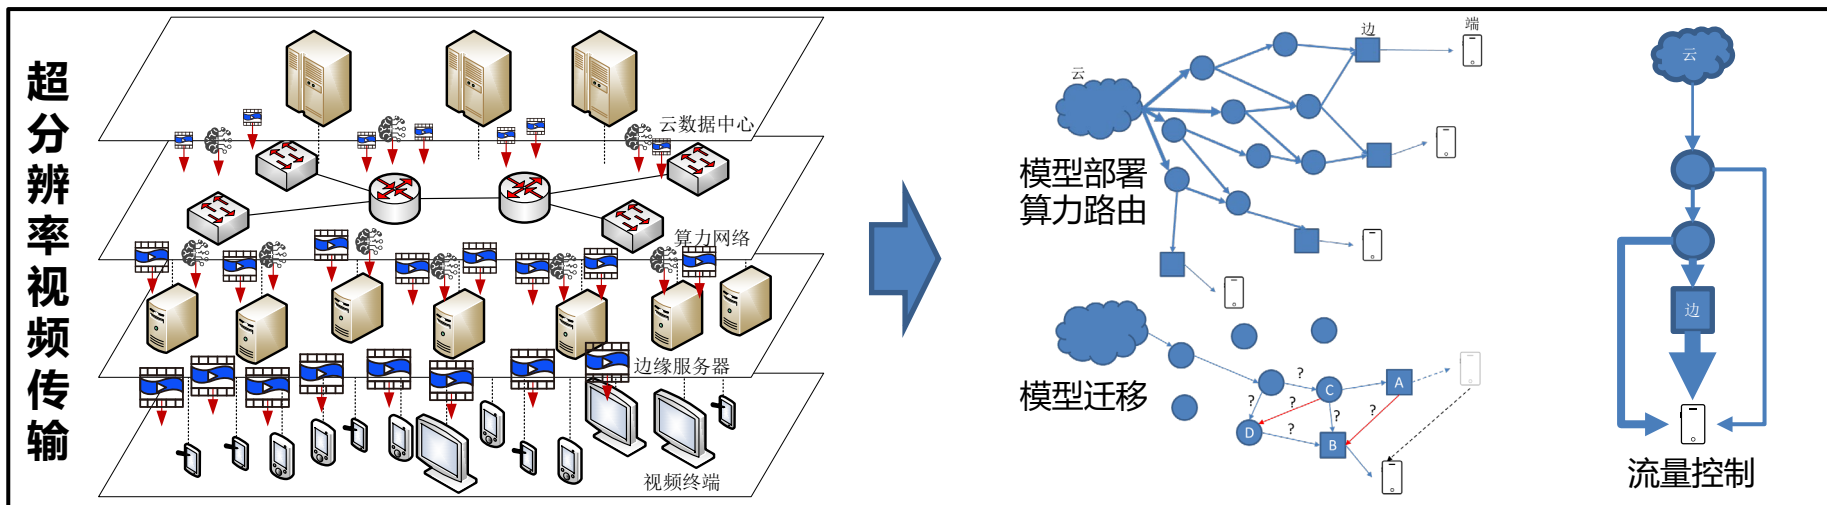 超分辨率视频传输
云数据中心
算力网络
边缘服务器
视频终端
云
边
端
模型部署
算力路由
模型迁移
?
?
?
?
?
?
C
A
D
B
云
边
流量控制